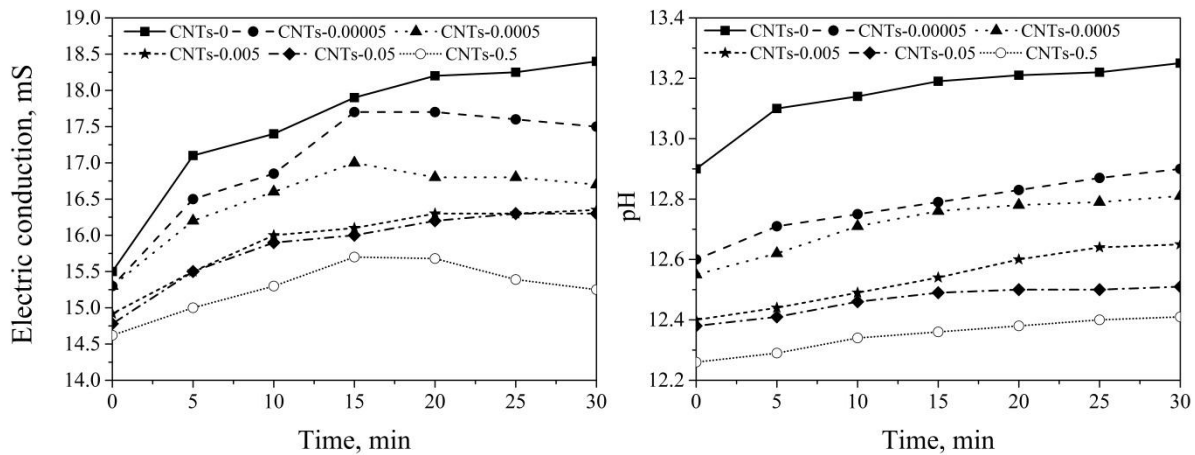 CNTs-0 CNTs-0.00005 CNTs-0.0005
CNTs-0.005 CNTs-0.05 CNTs-0.5
Electric conduction, mS
19.0
18.5
18.0
17.5
17.0
16.5
16.0
15.5
15.0
14.5
14.0
0 5 10 15 20 25 30
Time, min
CNTs-0 CNTs-0.00005 CNTs-0.0005
CNTs-0.005 CNTs-0.05 CNTs-0.5
pH
13.4
13.2
13.0
12.8
12.6
12.4
12.2
0 5 10 15 20 25 30
Time, min